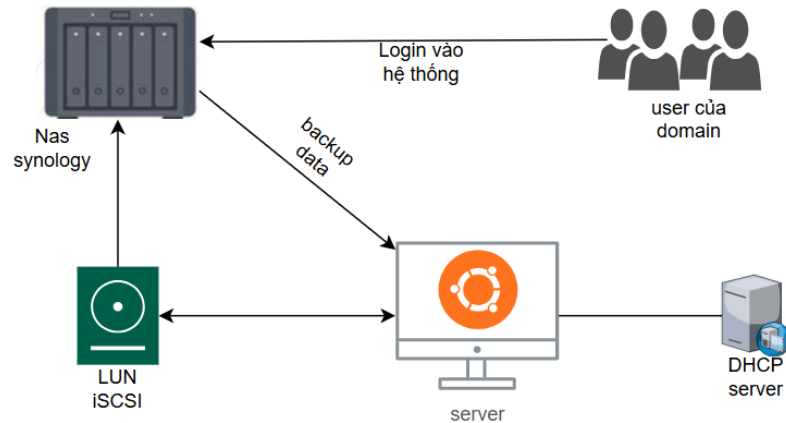 Login vào
hệ thống
user của
domain
Nas
synology
backup
data
LUN
iSCSI
server
DHCP
server